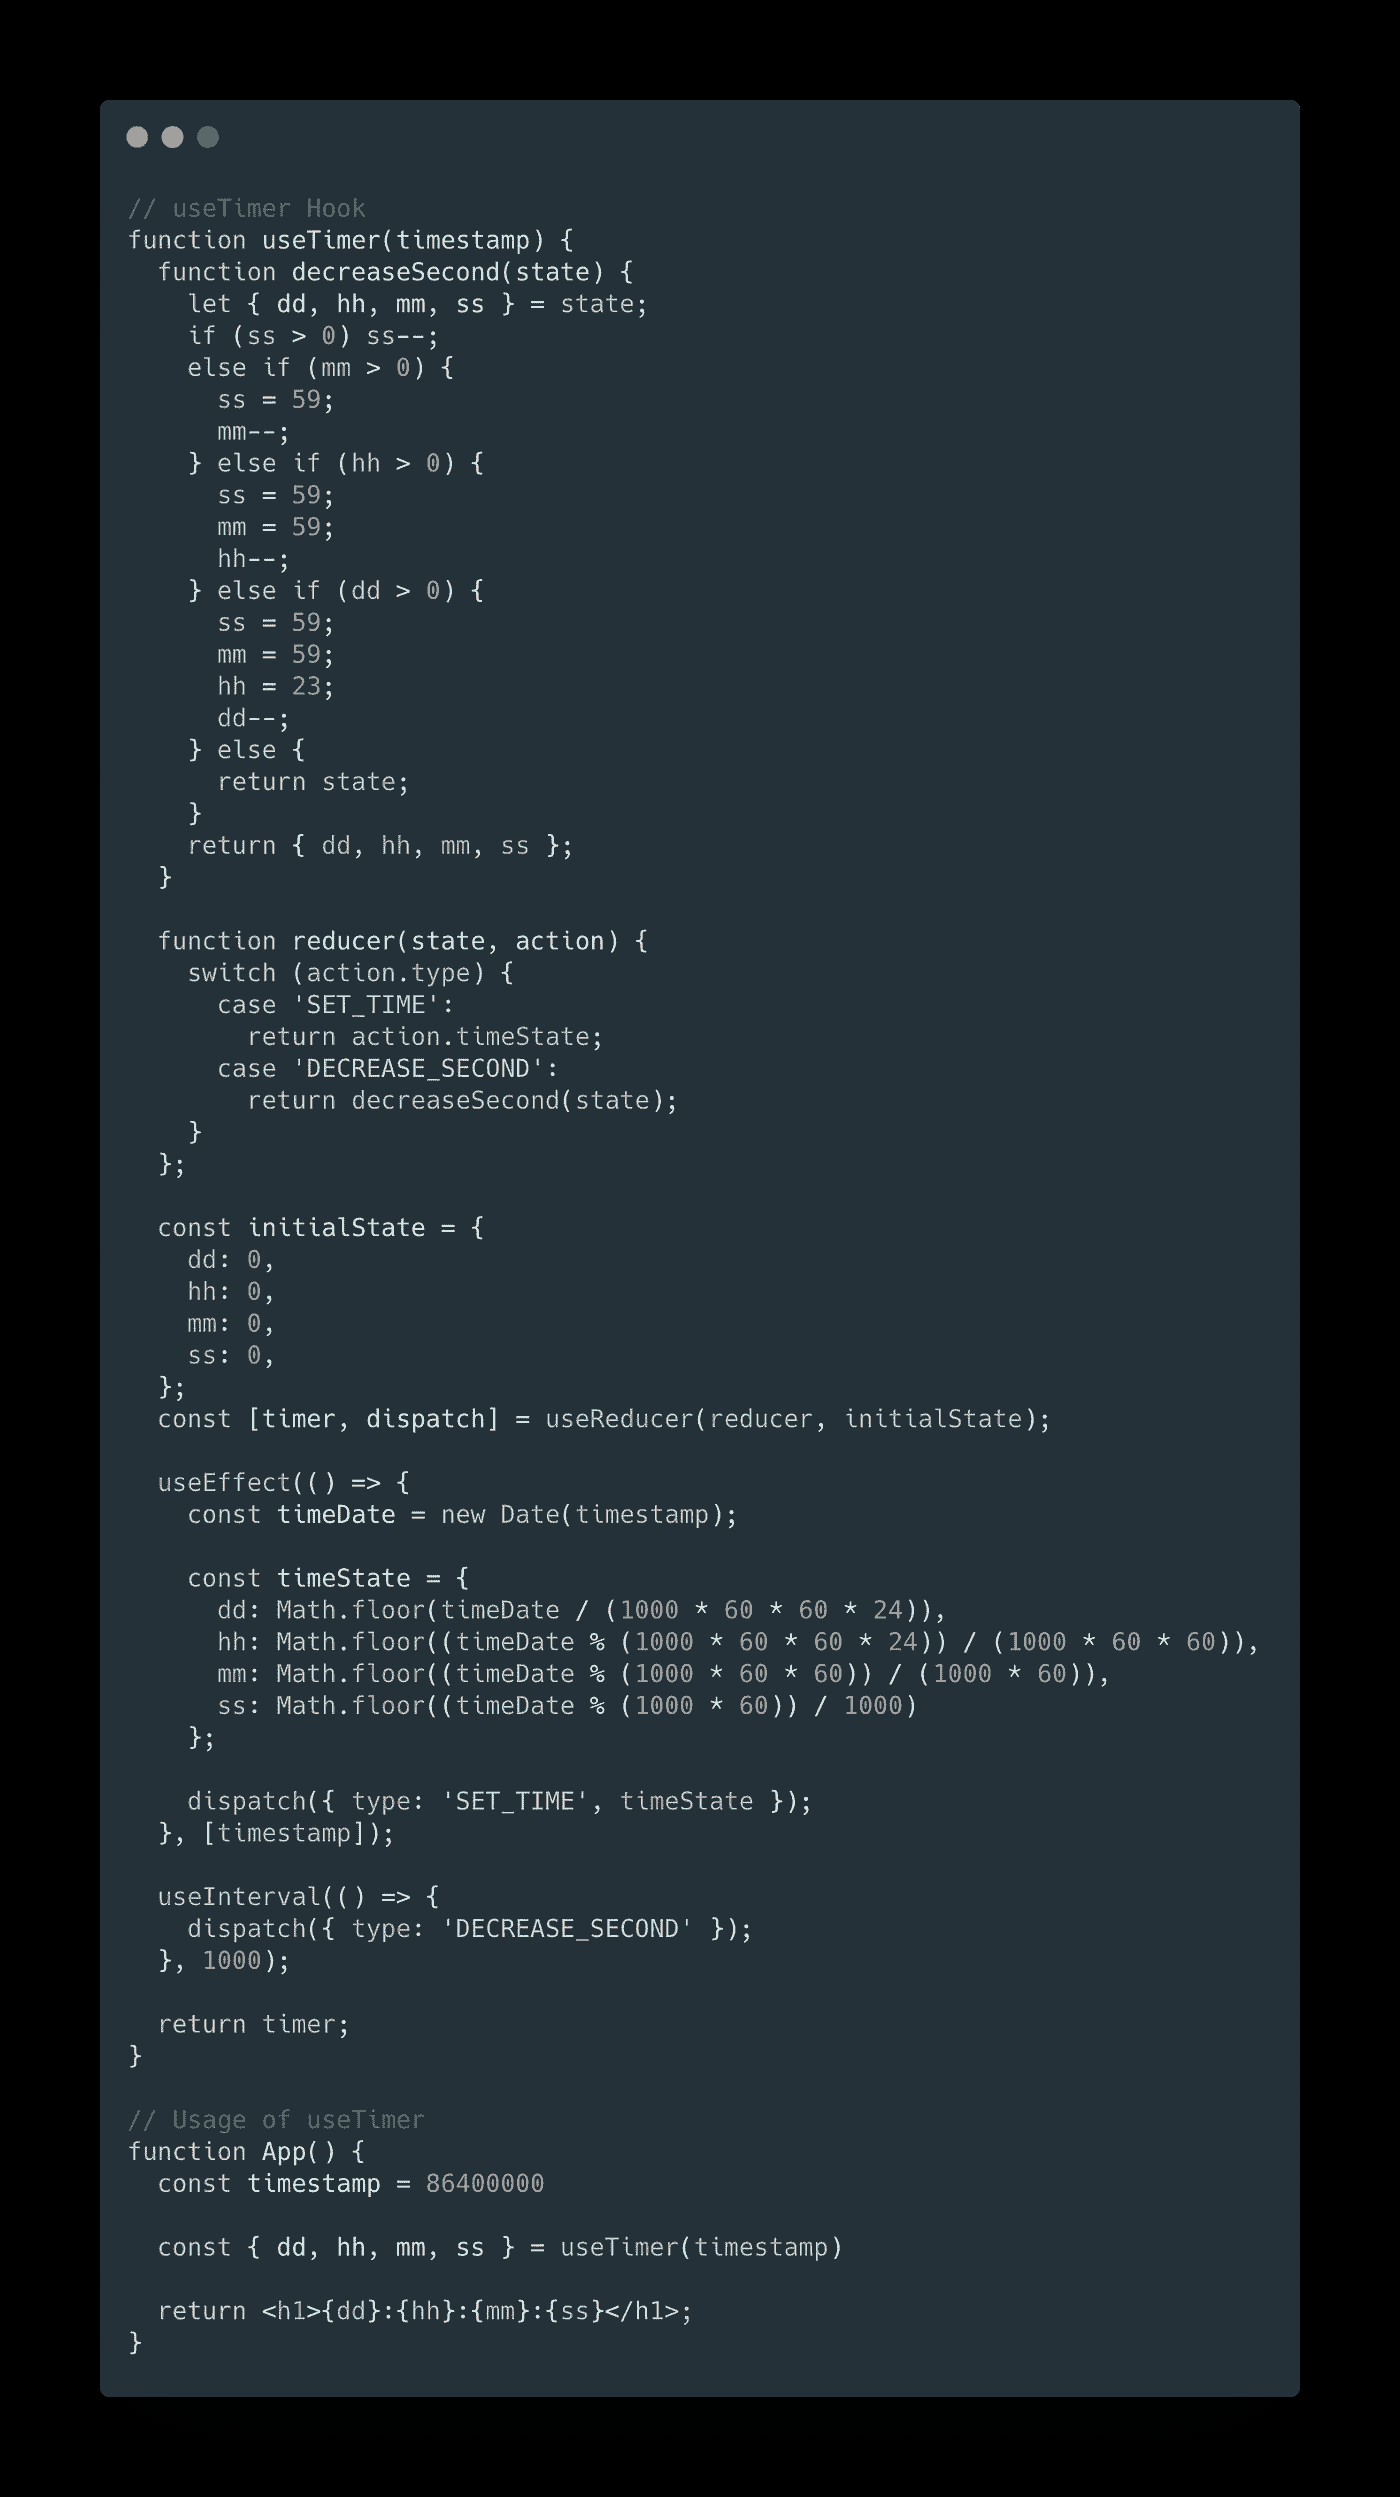 // useTimer Hook
function useTimer(timestamp) {
  function decreaseSecond(state) {
    let { dd, hh, mm, ss } = state;
    if (ss > 0) ss--;
    else if (mm > 0) {
      ss = 59;
      mm--;
    } else if (hh > 0) {
      ss = 59;
      mm = 59;
      hh--;
    } else if (dd > 0) {
      ss = 59;
      mm = 59;
      hh = 23;
      dd--;
    } else {
      return state;
    }
    return { dd, hh, mm, ss };
  }

  function reducer(state, action) {
    switch (action.type) {
      case 'SET_TIME':
        return action.timeState;
      case 'DECREASE_SECOND':
        return decreaseSecond(state);
    }
  };

  const initialState = {
    dd: 0,
    hh: 0,
    mm: 0,
    ss: 0,
  };
  const [timer, dispatch] = useReducer(reducer, initialState);

  useEffect(() => {
    const timeDate = new Date(timestamp);

    const timeState = {
      dd: Math.floor(timeDate / (1000 * 60 * 60 * 24)),
      hh: Math.floor((timeDate % (1000 * 60 * 60 * 24)) / (1000 * 60 * 60)),
      mm: Math.floor((timeDate % (1000 * 60 * 60)) / (1000 * 60)),
      ss: Math.floor((timeDate % (1000 * 60)) / 1000)
    };

    dispatch({ type: 'SET_TIME', timeState });
  }, [timestamp]);

  useInterval(() => {
    dispatch({ type: 'DECREASE_SECOND' });
  }, 1000);

  return timer;
}

// Usage of useTimer
function App() {
  const timestamp = 86400000

  const { dd, hh, mm, ss } = useTimer(timestamp)

  return <h1>{dd}:{hh}:{mm}:{ss}</h1>;
}